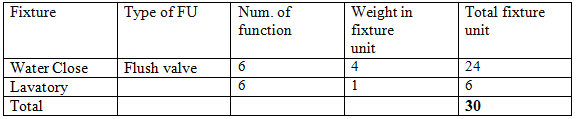 Fixture Type of FU Num. of function Weight in fixture unit Total fixture unit
Water Close Flush valve 6 4 24
Lavatory 6 1 6
Total 30